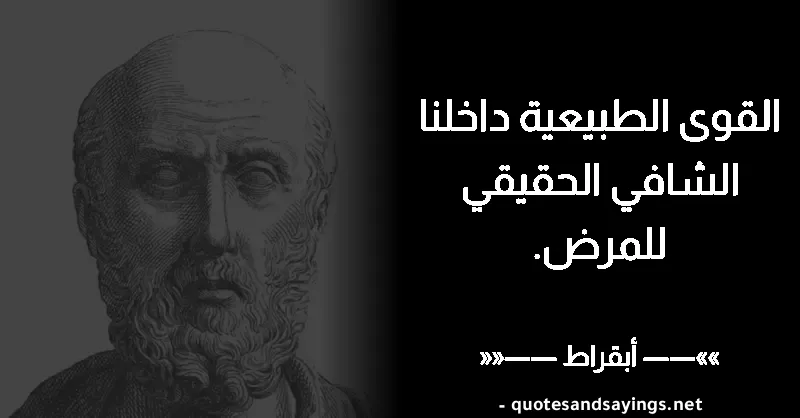 القوى الطبيعية داخلنا
الشافي الحقيقي
للمرض.
»—— أبقراط ——««
- quotesandsayings.net